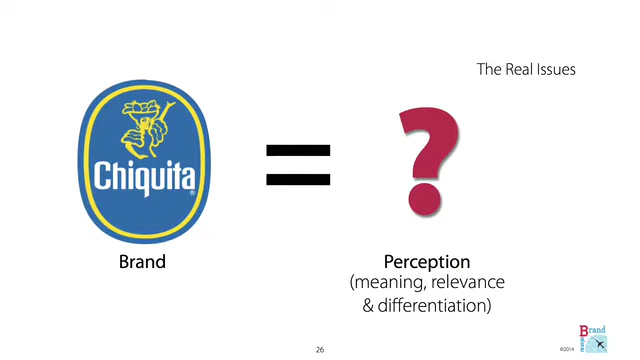 The Real Issues
Chiquita®
=
?
Brand
Perception
(meaning, relevance
& differentiation)
26
©2014
Brand